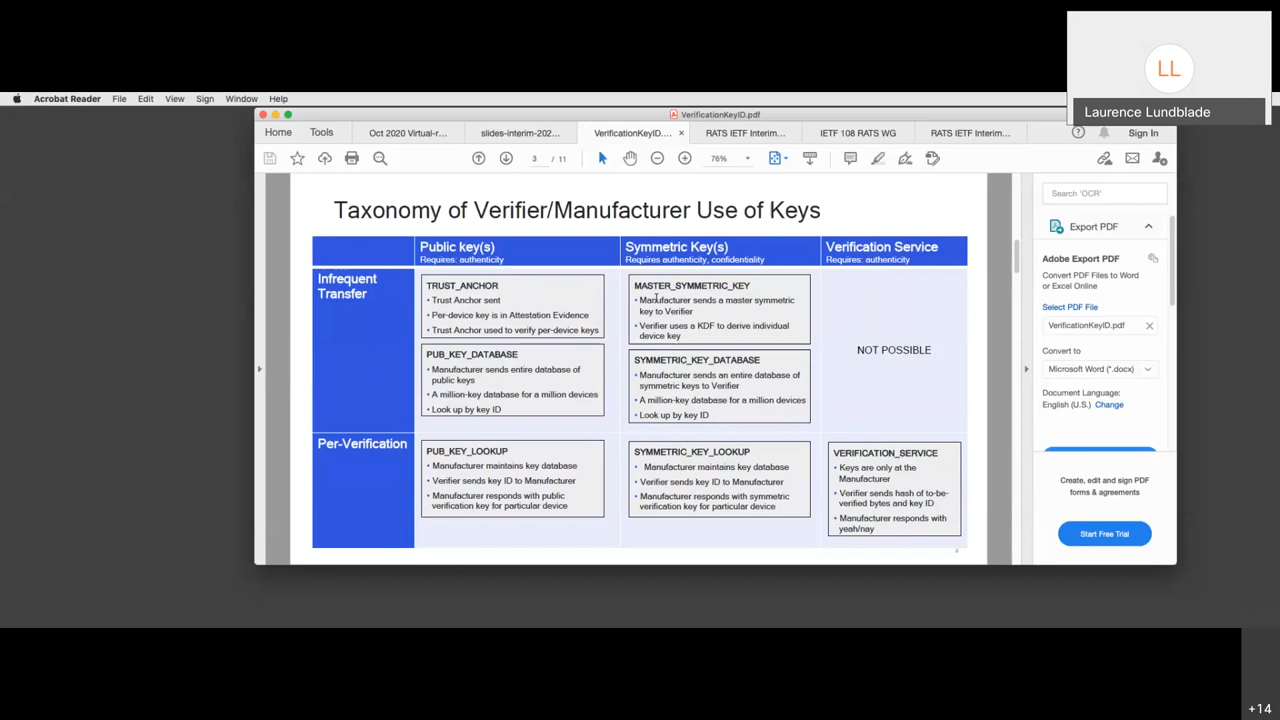 LL
Laurence Lundblade
Acrobat Reader File Edit View Sign Window Help
VerificationKeyID.pdf
Home Tools Oct 2020 Virtual-r... slides-interim-202... VerificationKeyID.... × RATS IETF Interim... IETF 108 RATS WG RATS IETF Interim... Sign In
3 / 11 76%
Taxonomy of Verifier/Manufacturer Use of Keys
Public key(s)
Requires: authenticity
Symmetric Key(s)
Requires authenticity, confidentiality
Verification Service
Requires: authenticity
Infrequent
Transfer
TRUST_ANCHOR
• Trust Anchor sent
• Per-device key is in Attestation Evidence
• Trust Anchor used to verify per-device keys
PUB_KEY_DATABASE
• Manufacturer sends entire database of
public keys
• A million-key database for a million devices
• Look up by key ID
MASTER_SYMMETRIC_KEY
• Manufacturer sends a master symmetric
key to Verifier
• Verifier uses a KDF to derive individual
device key
SYMMETRIC_KEY_DATABASE
• Manufacturer sends an entire database of
symmetric keys to Verifier
• A million-key database for a million devices
• Look up by key ID
NOT POSSIBLE
Per-Verification
PUB_KEY_LOOKUP
• Manufacturer maintains key database
• Verifier sends key ID to Manufacturer
• Manufacturer responds with public
verification key for particular device
SYMMETRIC_KEY_LOOKUP
• Manufacturer maintains key database
• Verifier sends key ID to Manufacturer
• Manufacturer responds with symmetric
verification key for particular device
VERIFICATION_SERVICE
• Keys are only at the
Manufacturer
• Verifier sends hash of to-be-
verified bytes and key ID
• Manufacturer responds with
yeah/nay
Search 'OCR'
Export PDF
Adobe Export PDF
Convert PDF Files to Word
or Excel Online
Select PDF File
VerificationKeyID.pdf
Convert to
Microsoft Word (*.docx)
Document Language:
English (U.S.) Change
Create, edit and sign PDF
forms & agreements
Start Free Trial
+14